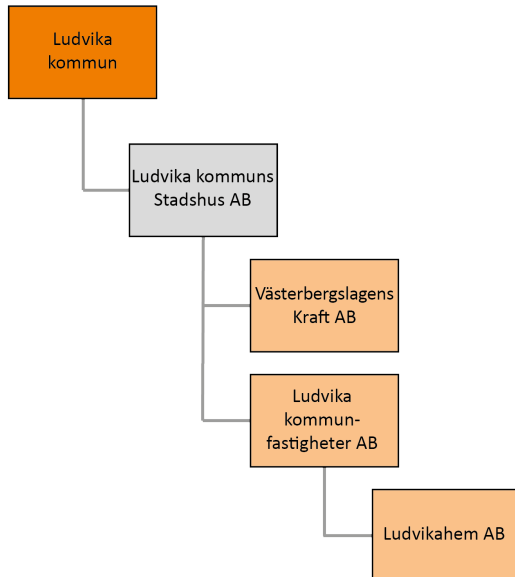 Ludvika
kommun
Ludvika kommuns
Stadshus AB
Västerbergslagens
Kraft AB
Ludvika
kommun-
fastigheter AB
Ludvikahem AB